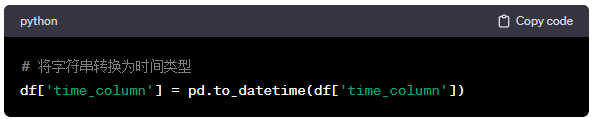 python
Copy code
# 将字符串转换为时间类型
df['time_column'] = pd.to_datetime(df['time_column'])